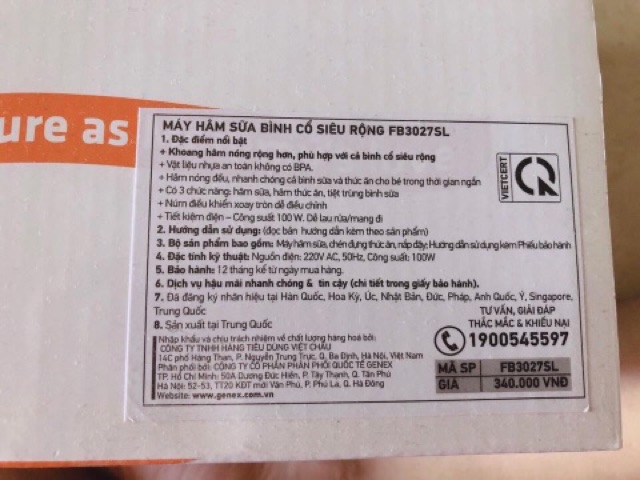 ure as
MÁY HÂM SỮA BÌNH CỔ SIÊU RỘNG FB3027SL
1. Đặc điểm nổi bật
+ Khoang hâm nóng rộng hơn, phù hợp với cả bình cổ siêu rộng
+ Vật liệu nhựa an toàn không có BPA.
+ Hâm nóng đều, nhanh chóng cả bình sữa và thức ăn cho bé trong thời gian ngắn
+ Có 3 chức năng: hâm sữa, hâm thức ăn, tiệt trùng bình sữa
+ Núm điều khiển xoay tròn dễ điều chỉnh
+ Tiết kiệm điện – Công suất 100 W. Dễ lau rửa/mang đi
2. Hướng dẫn sử dụng: (đọc bản hướng dẫn kèm theo sản phẩm)
3. Bộ sản phẩm bao gồm: Máy hâm sữa, chén đựng thức ăn, nắp đậy; Hướng dẫn sử dụng kèm Phiếu bảo hành
4. Đặc tính kỹ thuật: Nguồn điện: 220V AC, 50Hz, Công suất: 100W
5. Bảo hành: 12 tháng kể từ ngày mua hàng.
6. Dịch vụ hậu mãi nhanh chóng & tin cậy (chi tiết trong giấy bảo hành).
7. Đã đăng ký nhãn hiệu tại Hàn Quốc, Hoa Kỳ, Úc, Nhật Bản, Đức, Pháp, Anh Quốc, Ý, Singapore,
Trung Quốc
8. Sản xuất tại Trung Quốc
VIETCERT
TƯ VẤN, GIẢI ĐÁP
THẮC MẮC & KHIẾU NẠI
1900545597
Nhập khẩu và chịu trách nhiệm về chất lượng hàng hoá bởi:
CÔNG TY TNHH HÀNG TIÊU DÙNG VIỆT CHÂU
14C phố Hàng Than, P. Nguyễn Trung Trực, Q. Ba Đình, Hà Nội, Việt Nam
Phân phối bởi: CÔNG TY CỔ PHẦN PHÂN PHỐI QUỐC TẾ GENEX
TP. Hồ Chí Minh: 50A Dương Đức Hiền, P. Tây Thạnh, Q. Tân Phú
Hà Nội: 52-53, TT20 KĐT mới Văn Phú, P. Phú La, Q. Hà Đông
Website: www.genex.com.vn
MÃ SP FB3027SL
GIÁ 340.000 VNĐ